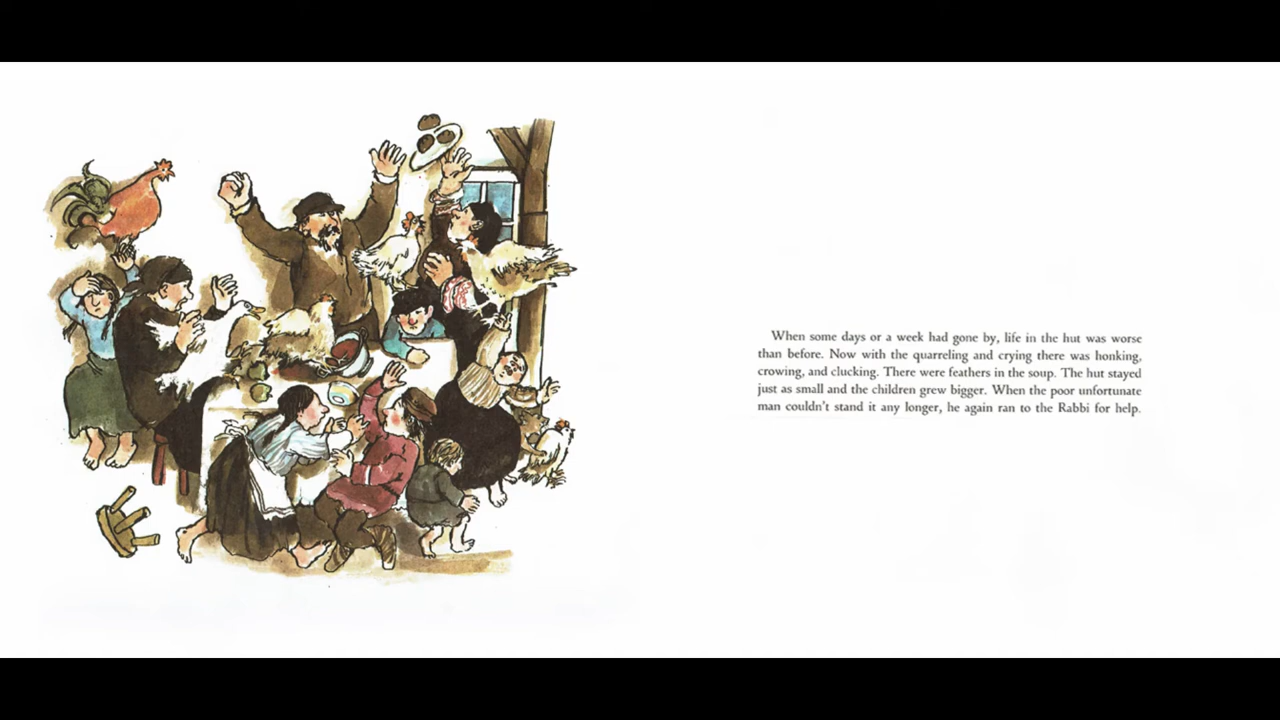 When some days or a week had gone by, life in the hut was worse
than before. Now with the quarreling and crying there was honking,
crowing, and clucking. There were feathers in the soup. The hut stayed
just as small and the children grew bigger. When the poor unfortunate
man couldn't stand it any longer, he again ran to the Rabbi for help.